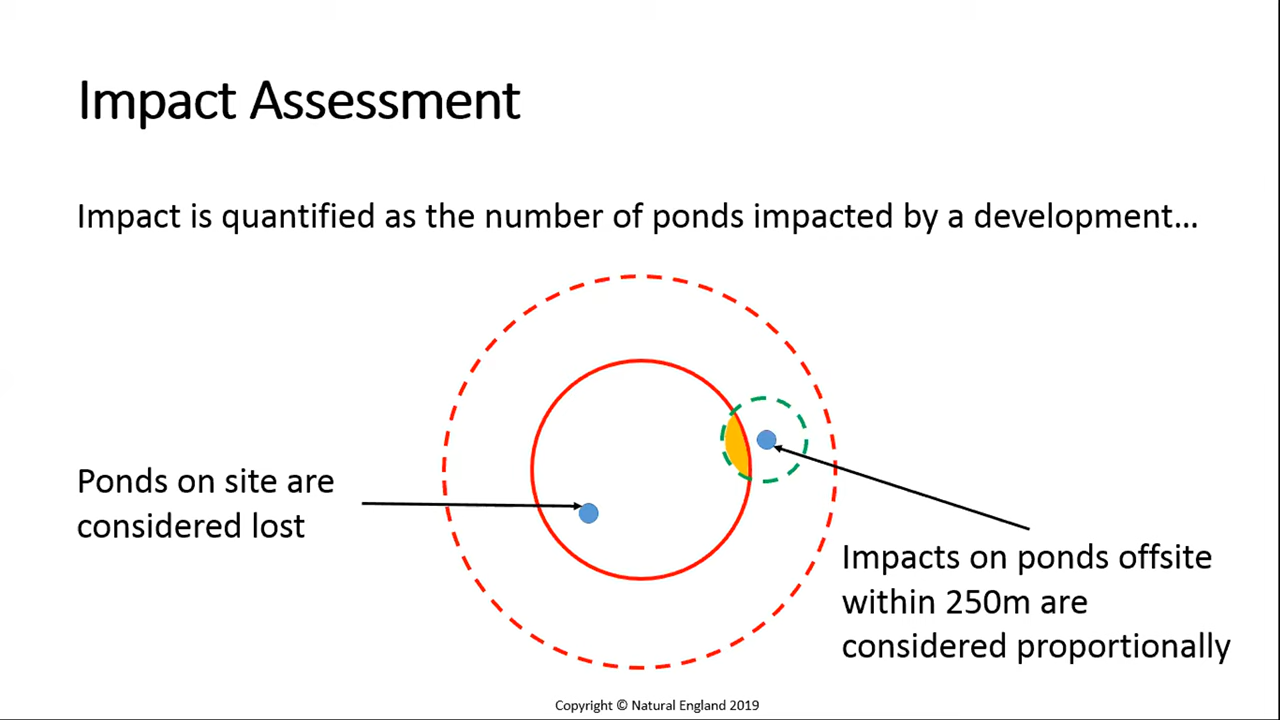 Impact Assessment
Impact is quantified as the number of ponds impacted by a development...
Ponds on site are
considered lost
Impacts on ponds offsite
within 250m are
considered proportionally
Copyright © Natural England 2019